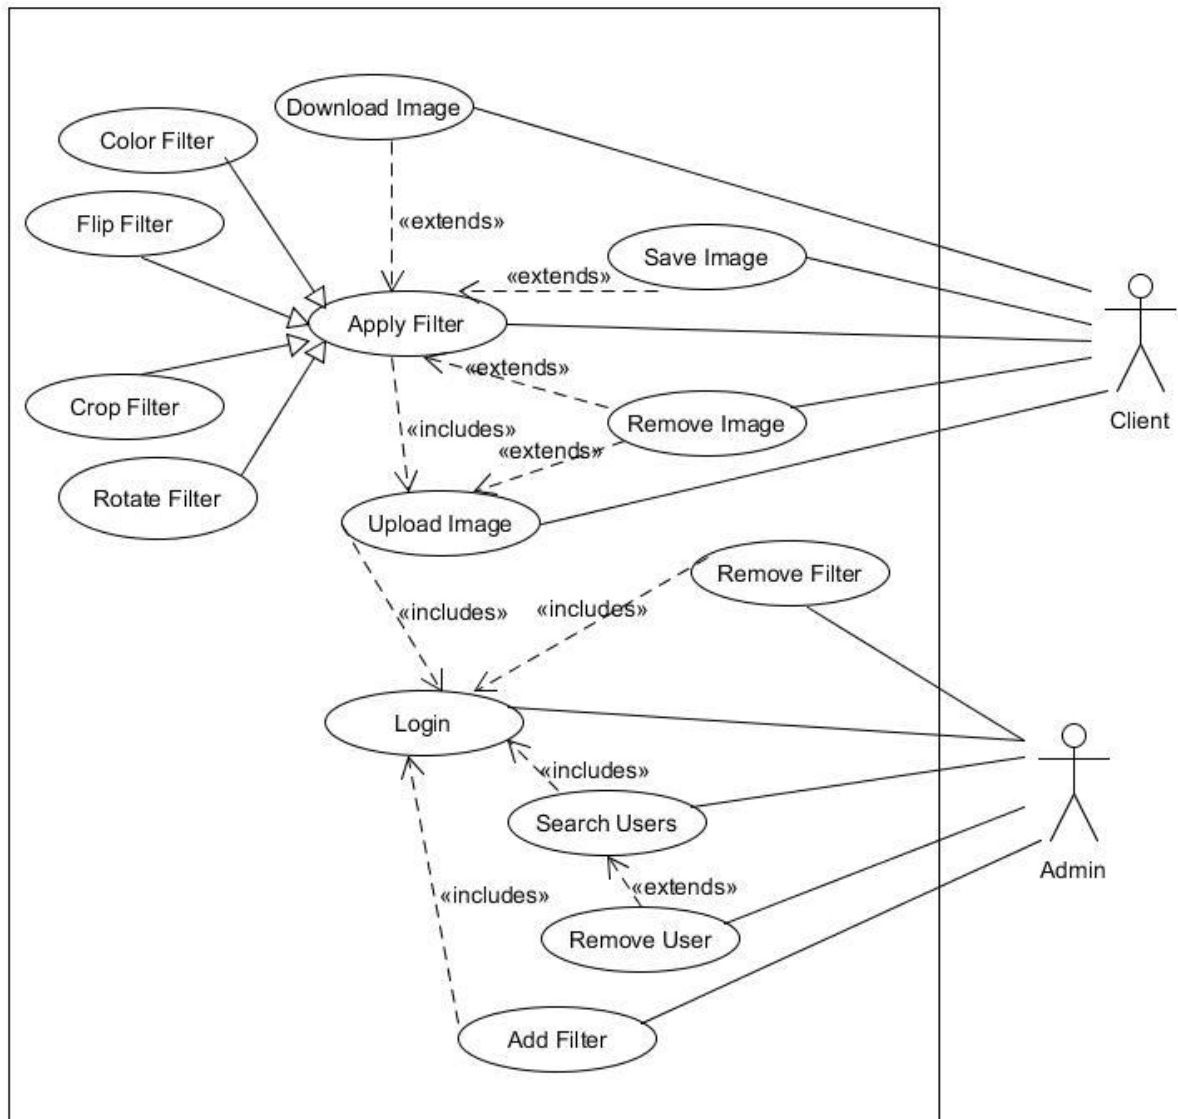 Download Image
Color Filter
Flip Filter
«extends»
Save Image
«extends»
Apply Filter
«extends»
Crop Filter
Remove Image
Client
«includes»
«extends»
Rotate Filter
Upload Image
Remove Filter
«includes»
«includes»
Login
«includes»
Search Users
Admin
«extends»
«includes»
Remove User
Add Filter